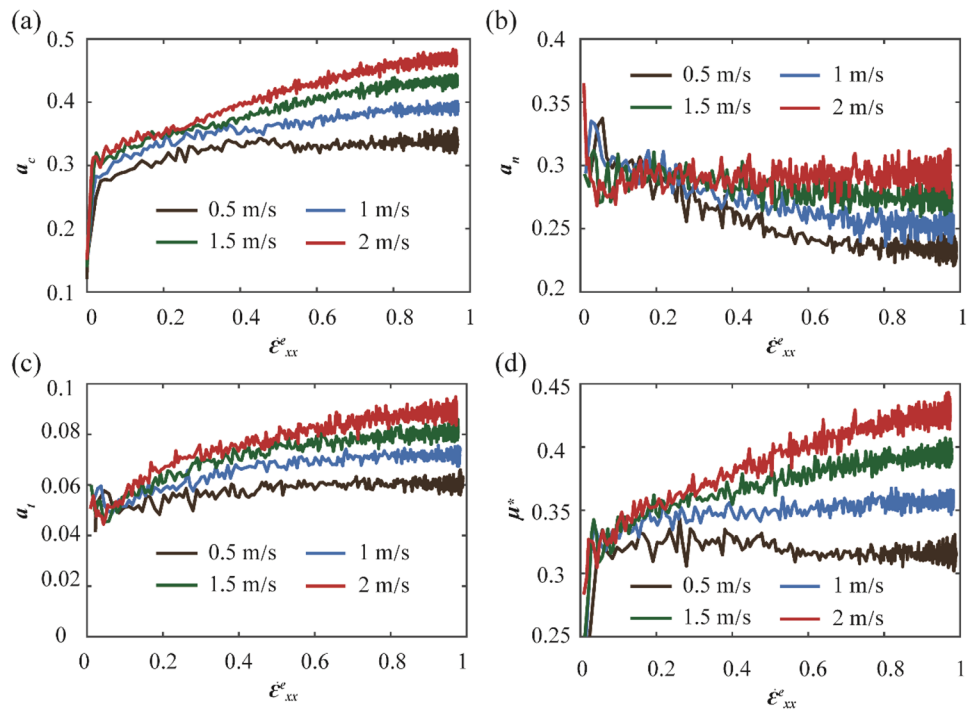 (a)
0.5
0.4
0.3
0.2
0.1
a_c
0.5 m/s 1 m/s
1.5 m/s 2 m/s
0 0.2 0.4 0.6 0.8 1
ε̇^e_xx
(b)
0.4
0.35
0.3
0.25
0.2
a_n
0.5 m/s 1 m/s
1.5 m/s 2 m/s
0 0.2 0.4 0.6 0.8 1
ε̇^e_xx
(c)
0.1
0.08
0.06
0.04
0.02
0
a_t
0.5 m/s 1 m/s
1.5 m/s 2 m/s
0 0.2 0.4 0.6 0.8 1
ε̇^e_xx
(d)
0.45
0.4
0.35
0.3
0.25
μ*
0.5 m/s 1 m/s
1.5 m/s 2 m/s
0 0.2 0.4 0.6 0.8 1
ε̇^e_xx